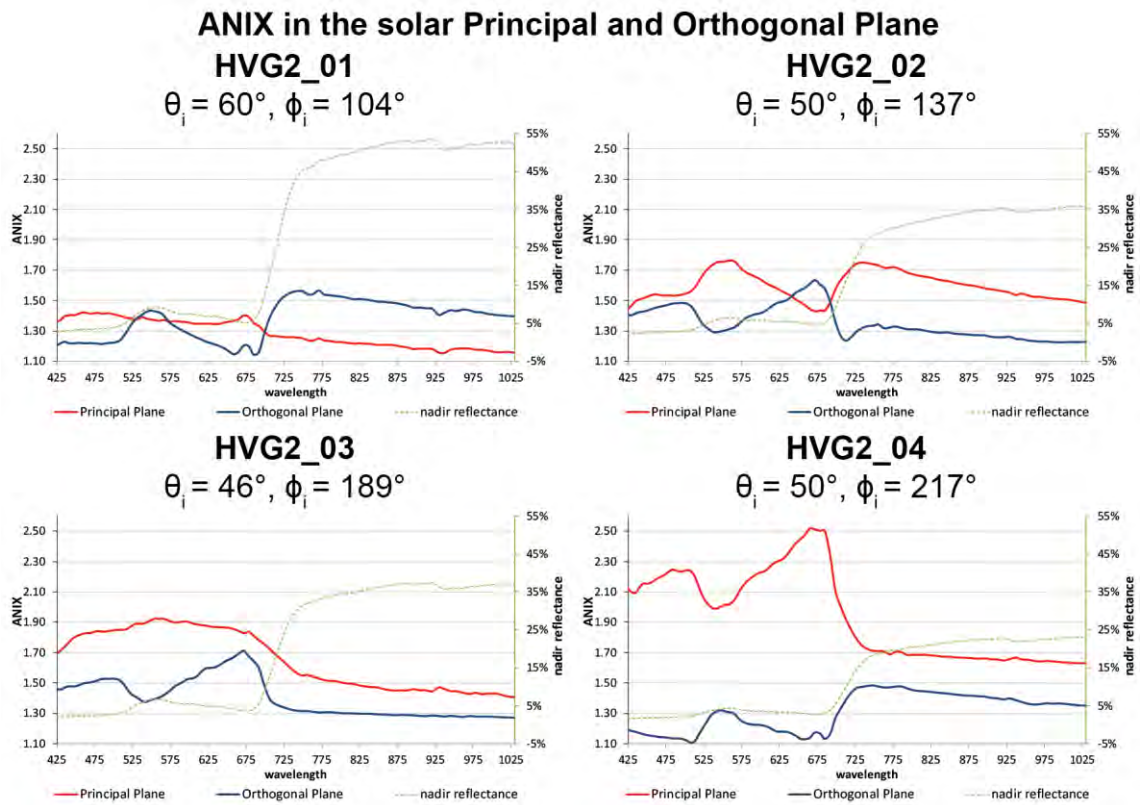 ANIX in the solar Principal and Orthogonal Plane
HVG2_01
θi = 60°, ϕi = 104°
2.50
2.30
2.10
1.90
1.70
1.50
1.30
1.10
ANIX
55%
45%
35%
25%
15%
5%
-5%
nadir reflectance
425 475 525 575 625 675 725 775 825 875 925 975 1025
wavelength
Principal Plane Orthogonal Plane nadir reflectance
HVG2_02
θi = 50°, ϕi = 137°
2.50
2.30
2.10
1.90
1.70
1.50
1.30
1.10
ANIX
55%
45%
35%
25%
15%
5%
-5%
nadir reflectance
425 475 525 575 625 675 725 775 825 875 925 975 1025
wavelength
Principal Plane Orthogonal Plane nadir reflectance
HVG2_03
θi = 46°, ϕi = 189°
2.50
2.30
2.10
1.90
1.70
1.50
1.30
1.10
ANIX
55%
45%
35%
25%
15%
5%
-5%
nadir reflectance
425 475 525 575 625 675 725 775 825 875 925 975 1025
wavelength
Principal Plane Orthogonal Plane nadir reflectance
HVG2_04
θi = 50°, ϕi = 217°
2.50
2.30
2.10
1.90
1.70
1.50
1.30
1.10
ANIX
55%
45%
35%
25%
15%
5%
-5%
nadir reflectance
425 475 525 575 625 675 725 775 825 875 925 975 1025
wavelength
Principal Plane Orthogonal Plane nadir reflectance